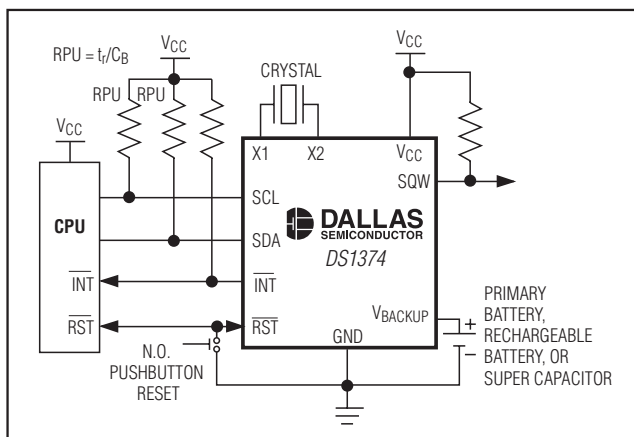 RPU = tr/CB
VCC
VCC
CRYSTAL
RPU
RPU
VCC
X1
X2
VCC
CPU
SCL
SQW
SDA
DALLAS
SEMICONDUCTOR
DS1374
INT
INT
RST
RST
VBACKUP
GND
+
−
PRIMARY
BATTERY,
RECHARGEABLE
BATTERY, OR
SUPER CAPACITOR
N.O.
PUSHBUTTON
RESET